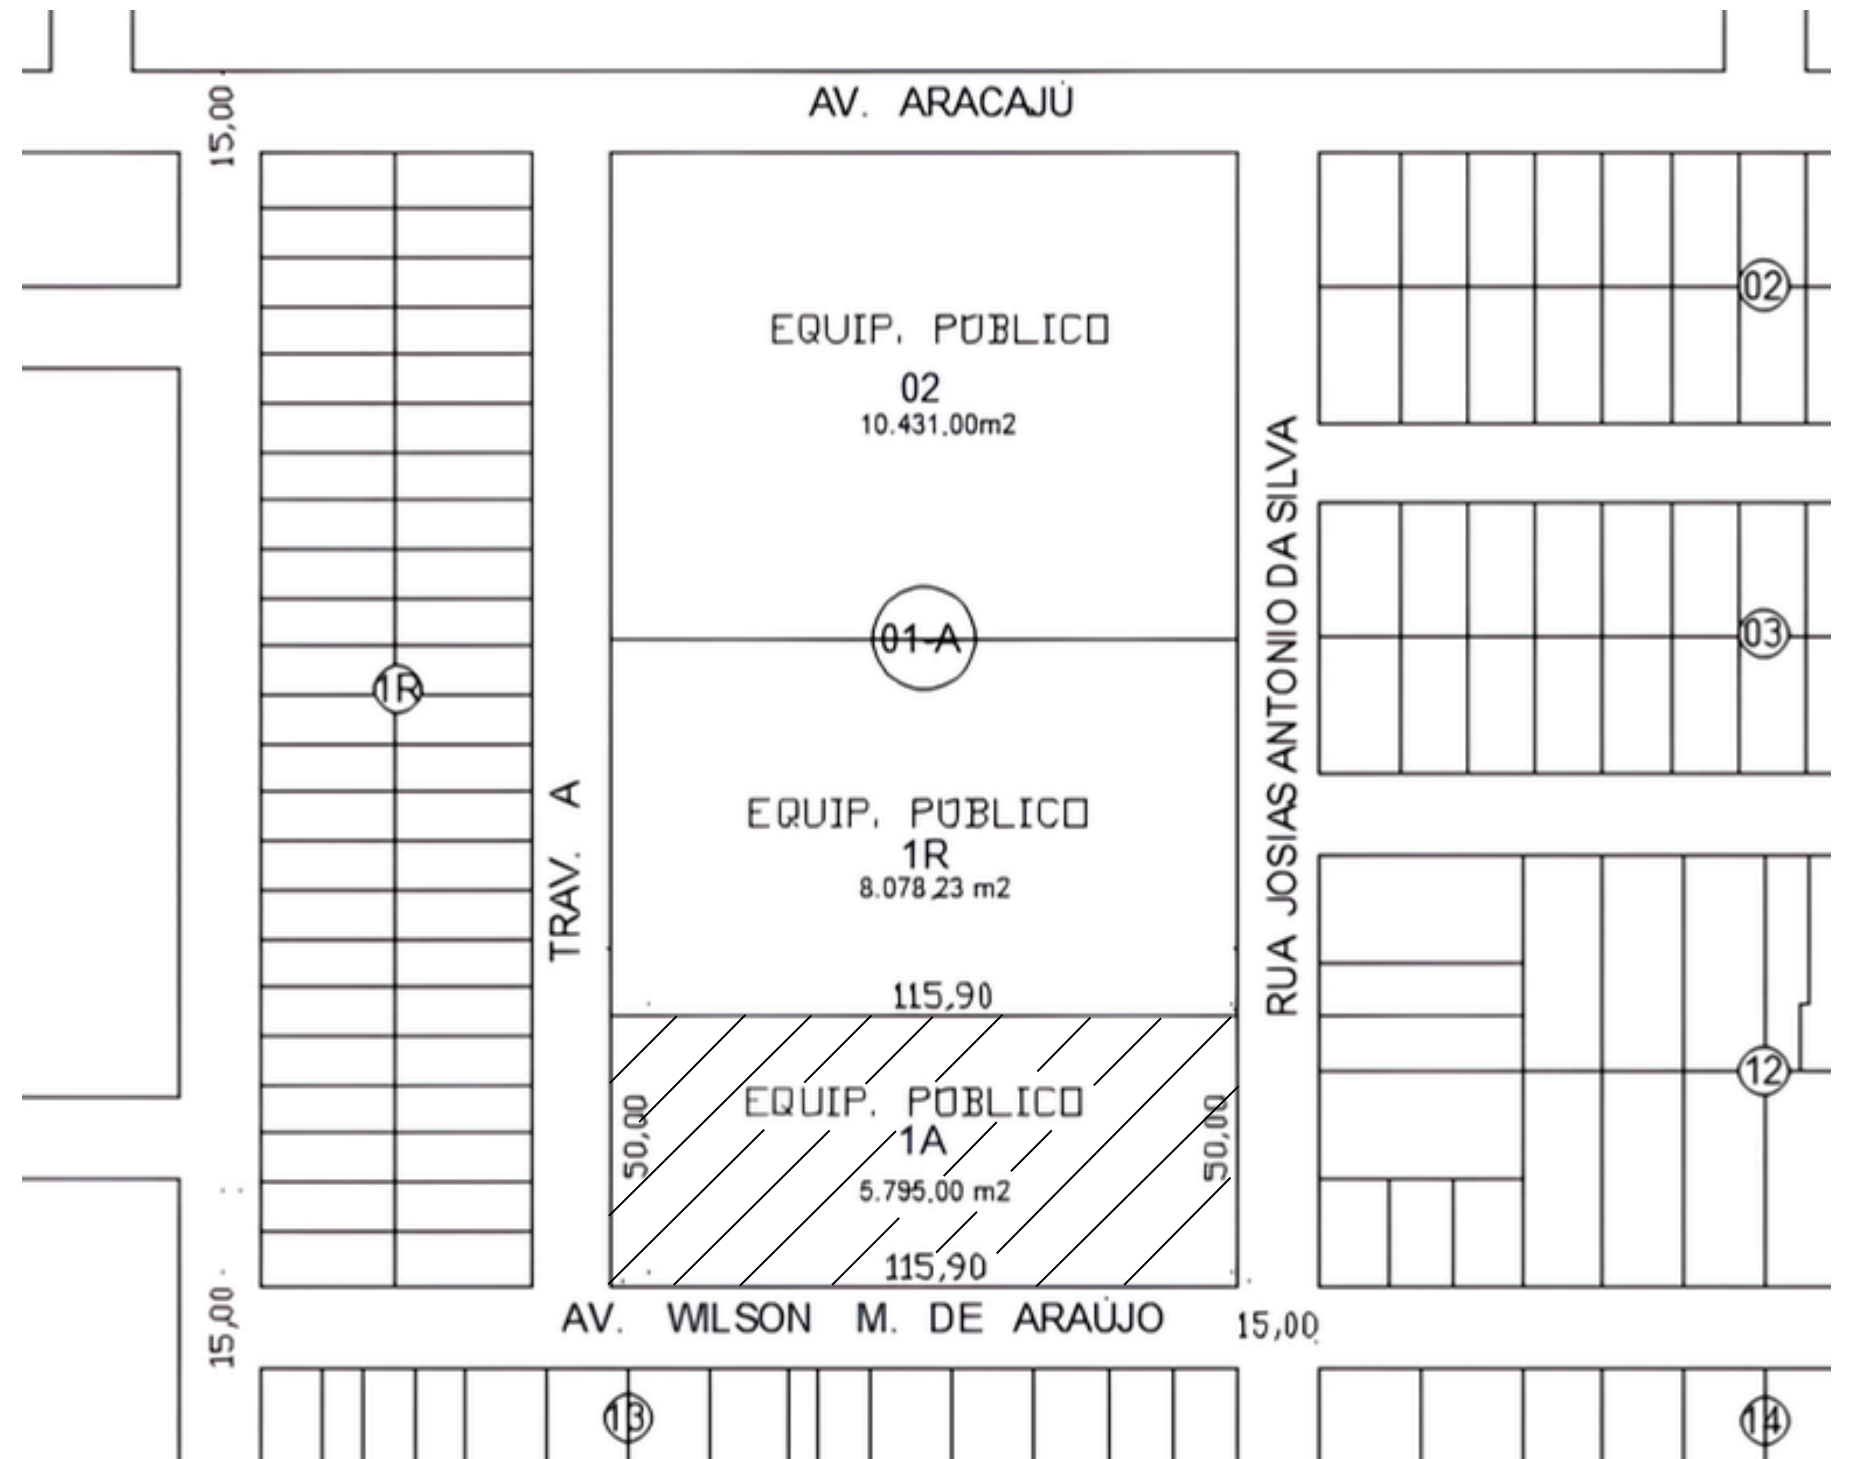 AV. ARACAJÚ
15,00
EQUIP. PÚBLICO
02
10.431.00m2
02
RUA JOSIAS ANTONIO DA SILVA
01-A
03
1R
TRAV. A
EQUIP. PÚBLICO
1R
8.078,23 m2
115,90
EQUIP. PÚBLICO
1A
5.795.00 m2
50,00
50,00
12
115,90
15,00
AV. WILSON M. DE ARAÚJO
15,00
13
14